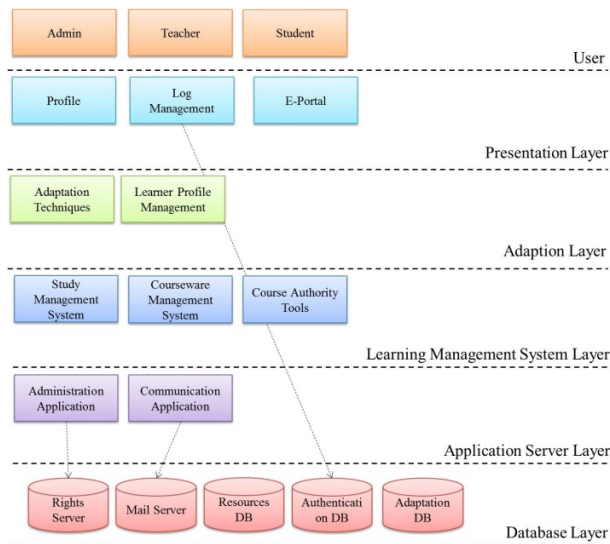 Admin
Teacher
Student
User
Profile
Log
Management
E-Portal
Presentation Layer
Adaptation
Techniques
Learner Profile
Management
Adaption Layer
Study
Management
System
Courseware
Management
System
Course Authority
Tools
Learning Management System Layer
Administration
Application
Communication
Application
Application Server Layer
Rights
Server
Mail Server
Resources
DB
Authenticati
on DB
Adaptation
DB
Database Layer